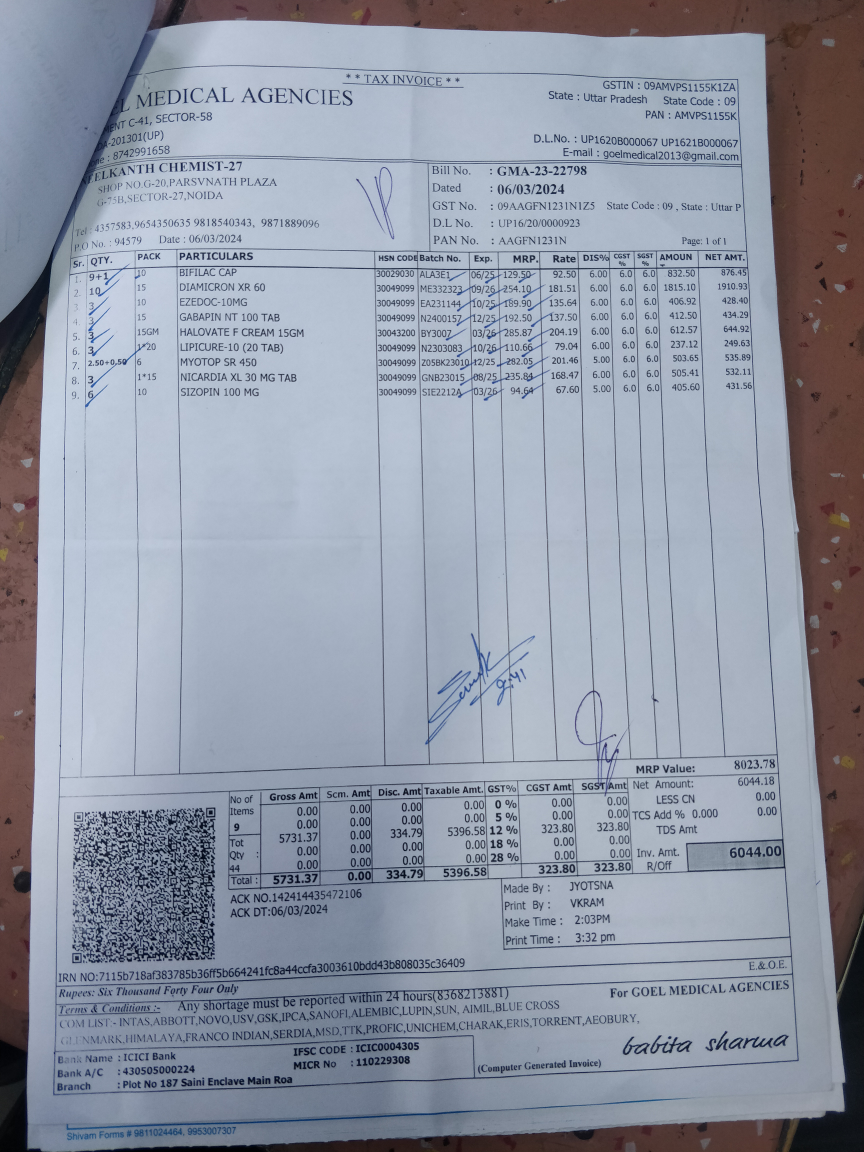 * * TAX INVOICE * *
EL MEDICAL AGENCIES
GSTIN : 09AMVPS1155K1ZA
State : Uttar Pradesh State Code : 09
PAN : AMVPS1155K
ENT C-41, SECTOR-58
DA-201301(UP)
one : 8742991658
D.L.No. : UP1620B000067 UP1621B000067
E-mail : goelmedical2013@gmail.com
EELKANTH CHEMIST-27
SHOP NO.G-20,PARSVNATH PLAZA
G-75B,SECTOR-27,NOIDA
Tel : 4357583,9654350635 9818540343, 9871889096
P.O No. : 94579 Date : 06/03/2024
Bill No. : GMA-23-22798
Dated : 06/03/2024
GST No. : 09AAGFN1231N1Z5 State Code : 09 , State : Uttar P
D.L No. : UP16/20/0000923
PAN No. : AAGFN1231N Page: 1 of 1
Sr. QTY. PACK PARTICULARS HSN CODE Batch No. Exp. MRP. Rate DIS% CGST % SGST % AMOUN NET AMT.
1. 9+1 10 BIFILAC CAP 30029030 ALA3E1 06/25 129.50 92.50 6.00 6.0 6.0 832.50 876.45
2. 10 15 DIAMICRON XR 60 30049099 ME332323 09/26 254.10 181.51 6.00 6.0 6.0 1815.10 1910.93
3. 3 10 EZEDOC-10MG 30049099 EA231144 10/25 189.90 135.64 6.00 6.0 6.0 406.92 428.40
4. 3 15 GABAPIN NT 100 TAB 30049099 N2400157 12/25 192.50 137.50 6.00 6.0 6.0 412.50 434.29
5. 3 15GM HALOVATE F CREAM 15GM 30043200 BY3007 03/26 285.87 204.19 6.00 6.0 6.0 612.57 644.92
6. 3 1*20 LIPICURE-10 (20 TAB) 30049099 N2303083 10/26 110.66 79.04 6.00 6.0 6.0 237.12 249.63
7. 2.50+0.50 6 MYOTOP SR 450 30049099 205BK23010 12/25 282.05 201.46 5.00 6.0 6.0 503.65 535.89
8. 3 1*15 NICARDIA XL 30 MG TAB 30049099 GNB23015 08/25 235.84 168.47 6.00 6.0 6.0 505.41 532.11
9. 6 10 SIZOPIN 100 MG 30049099 SIE2212A 03/26 94.64 67.60 5.00 6.0 6.0 405.60 431.56
MRP Value: 8023.78
No of Items 9
Tot Qty : 44
Gross Amt Scm. Amt Disc. Amt Taxable Amt. GST% CGST Amt SGST Amt
0.00 0.00 0.00 0.00 0 % 0.00 0.00
0.00 0.00 0.00 0.00 5 % 0.00 0.00
5731.37 0.00 334.79 5396.58 12 % 323.80 323.80
0.00 0.00 0.00 0.00 18 % 0.00 0.00
0.00 0.00 0.00 0.00 28 % 0.00 0.00
Total : 5731.37 0.00 334.79 5396.58 323.80 323.80
Net Amount: 6044.18
LESS CN 0.00
TCS Add % 0.000 0.00
TDS Amt
Inv. Amt. 6044.00
R/Off
ACK NO.142414435472106
ACK DT:06/03/2024
Made By : JYOTSNA
Print By : VKRAM
Make Time : 2:03PM
Print Time : 3:32 pm
IRN NO:7115b718af383785b36ff5b664241fc8a44ccfa3003610bdd43b808035c36409
E.&O.E.
Rupees: Six Thousand Forty Four Only
Terms & Conditions :- Any shortage must be reported within 24 hours(8368213881)
For GOEL MEDICAL AGENCIES
COM LIST:- INTAS,ABBOTT,NOVO,USV,GSK,IPCA,SANOFI,ALEMBIC,LUPIN,SUN, AIMIL,BLUE CROSS
GLENMARK,HIMALAYA,FRANCO INDIAN,SERDIA,MSD,TTK,PROFIC,UNICHEM,CHARAK,ERIS,TORRENT,AEOBURY,
Bank Name : ICICI Bank IFSC CODE : ICIC0004305
Bank A/C : 430505000224 MICR No : 110229308
Branch : Plot No 187 Saini Enclave Main Roa
(Computer Generated Invoice)
babita sharma
Shivam Forms # 9811024464, 9953007307